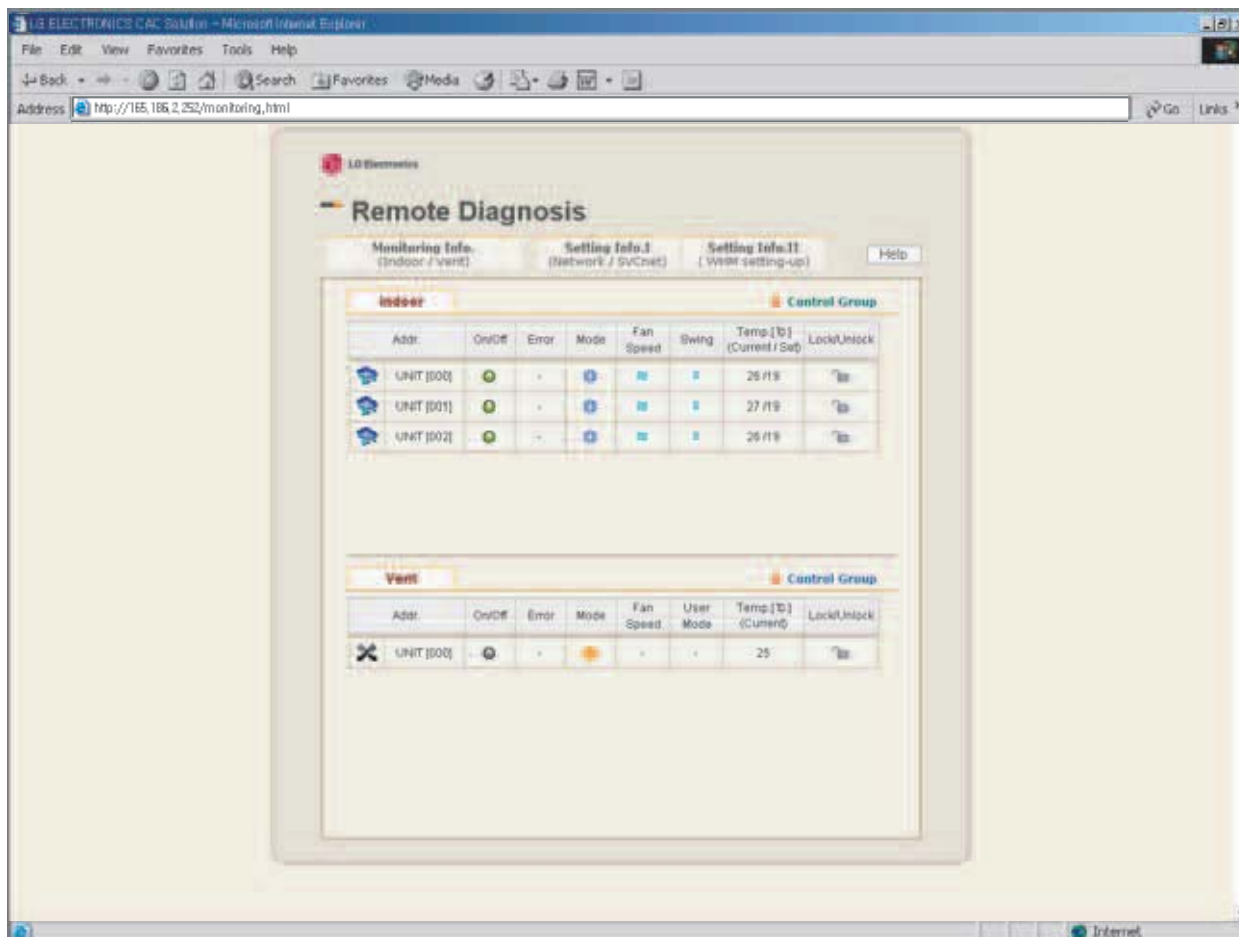 LG ELECTRONICS CAC Solution - Microsoft Internet Explorer
File Edit View Favorites Tools Help
Back Search Favorites Media
Address http://165,186,2,252/monitoring,html Go Links
LG Electronics
Remote Diagnosis
Monitoring Info. Setting Info.I Setting Info.II Help
(Indoor / Vent) (Network / SVCnet) ( WHM setting-up)
Indoor Control Group
Addr. On/Off Error Mode Fan Speed Swing Temp.[℃] (Current / Set) Lock/Unlock
UNIT [000] - 26 /19
UNIT [001] - 27 /19
UNIT [002] - 26 /19
Vent Control Group
Addr. On/Off Error Mode Fan Speed User Mode Temp.[℃] (Current) Lock/Unlock
UNIT [000] - - - 25
Internet